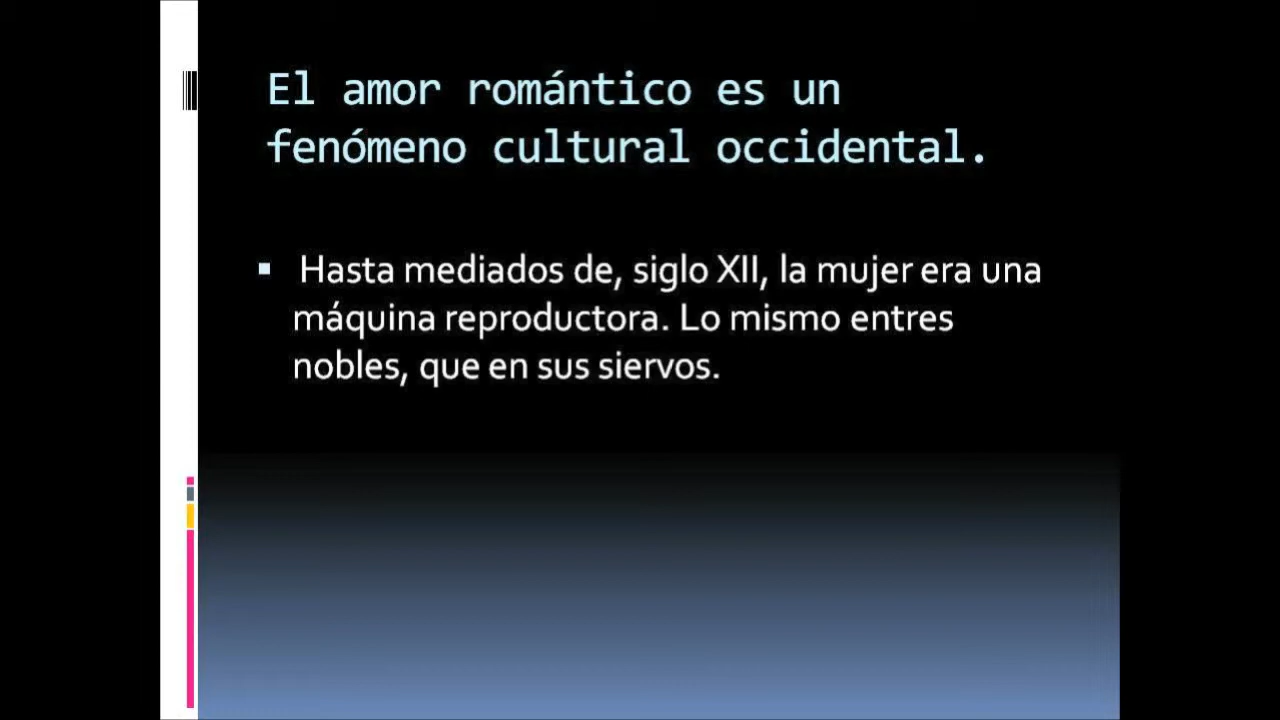 El amor romántico es un
fenómeno cultural occidental.
▪ Hasta mediados de, siglo XII, la mujer era una
máquina reproductora. Lo mismo entres
nobles, que en sus siervos.